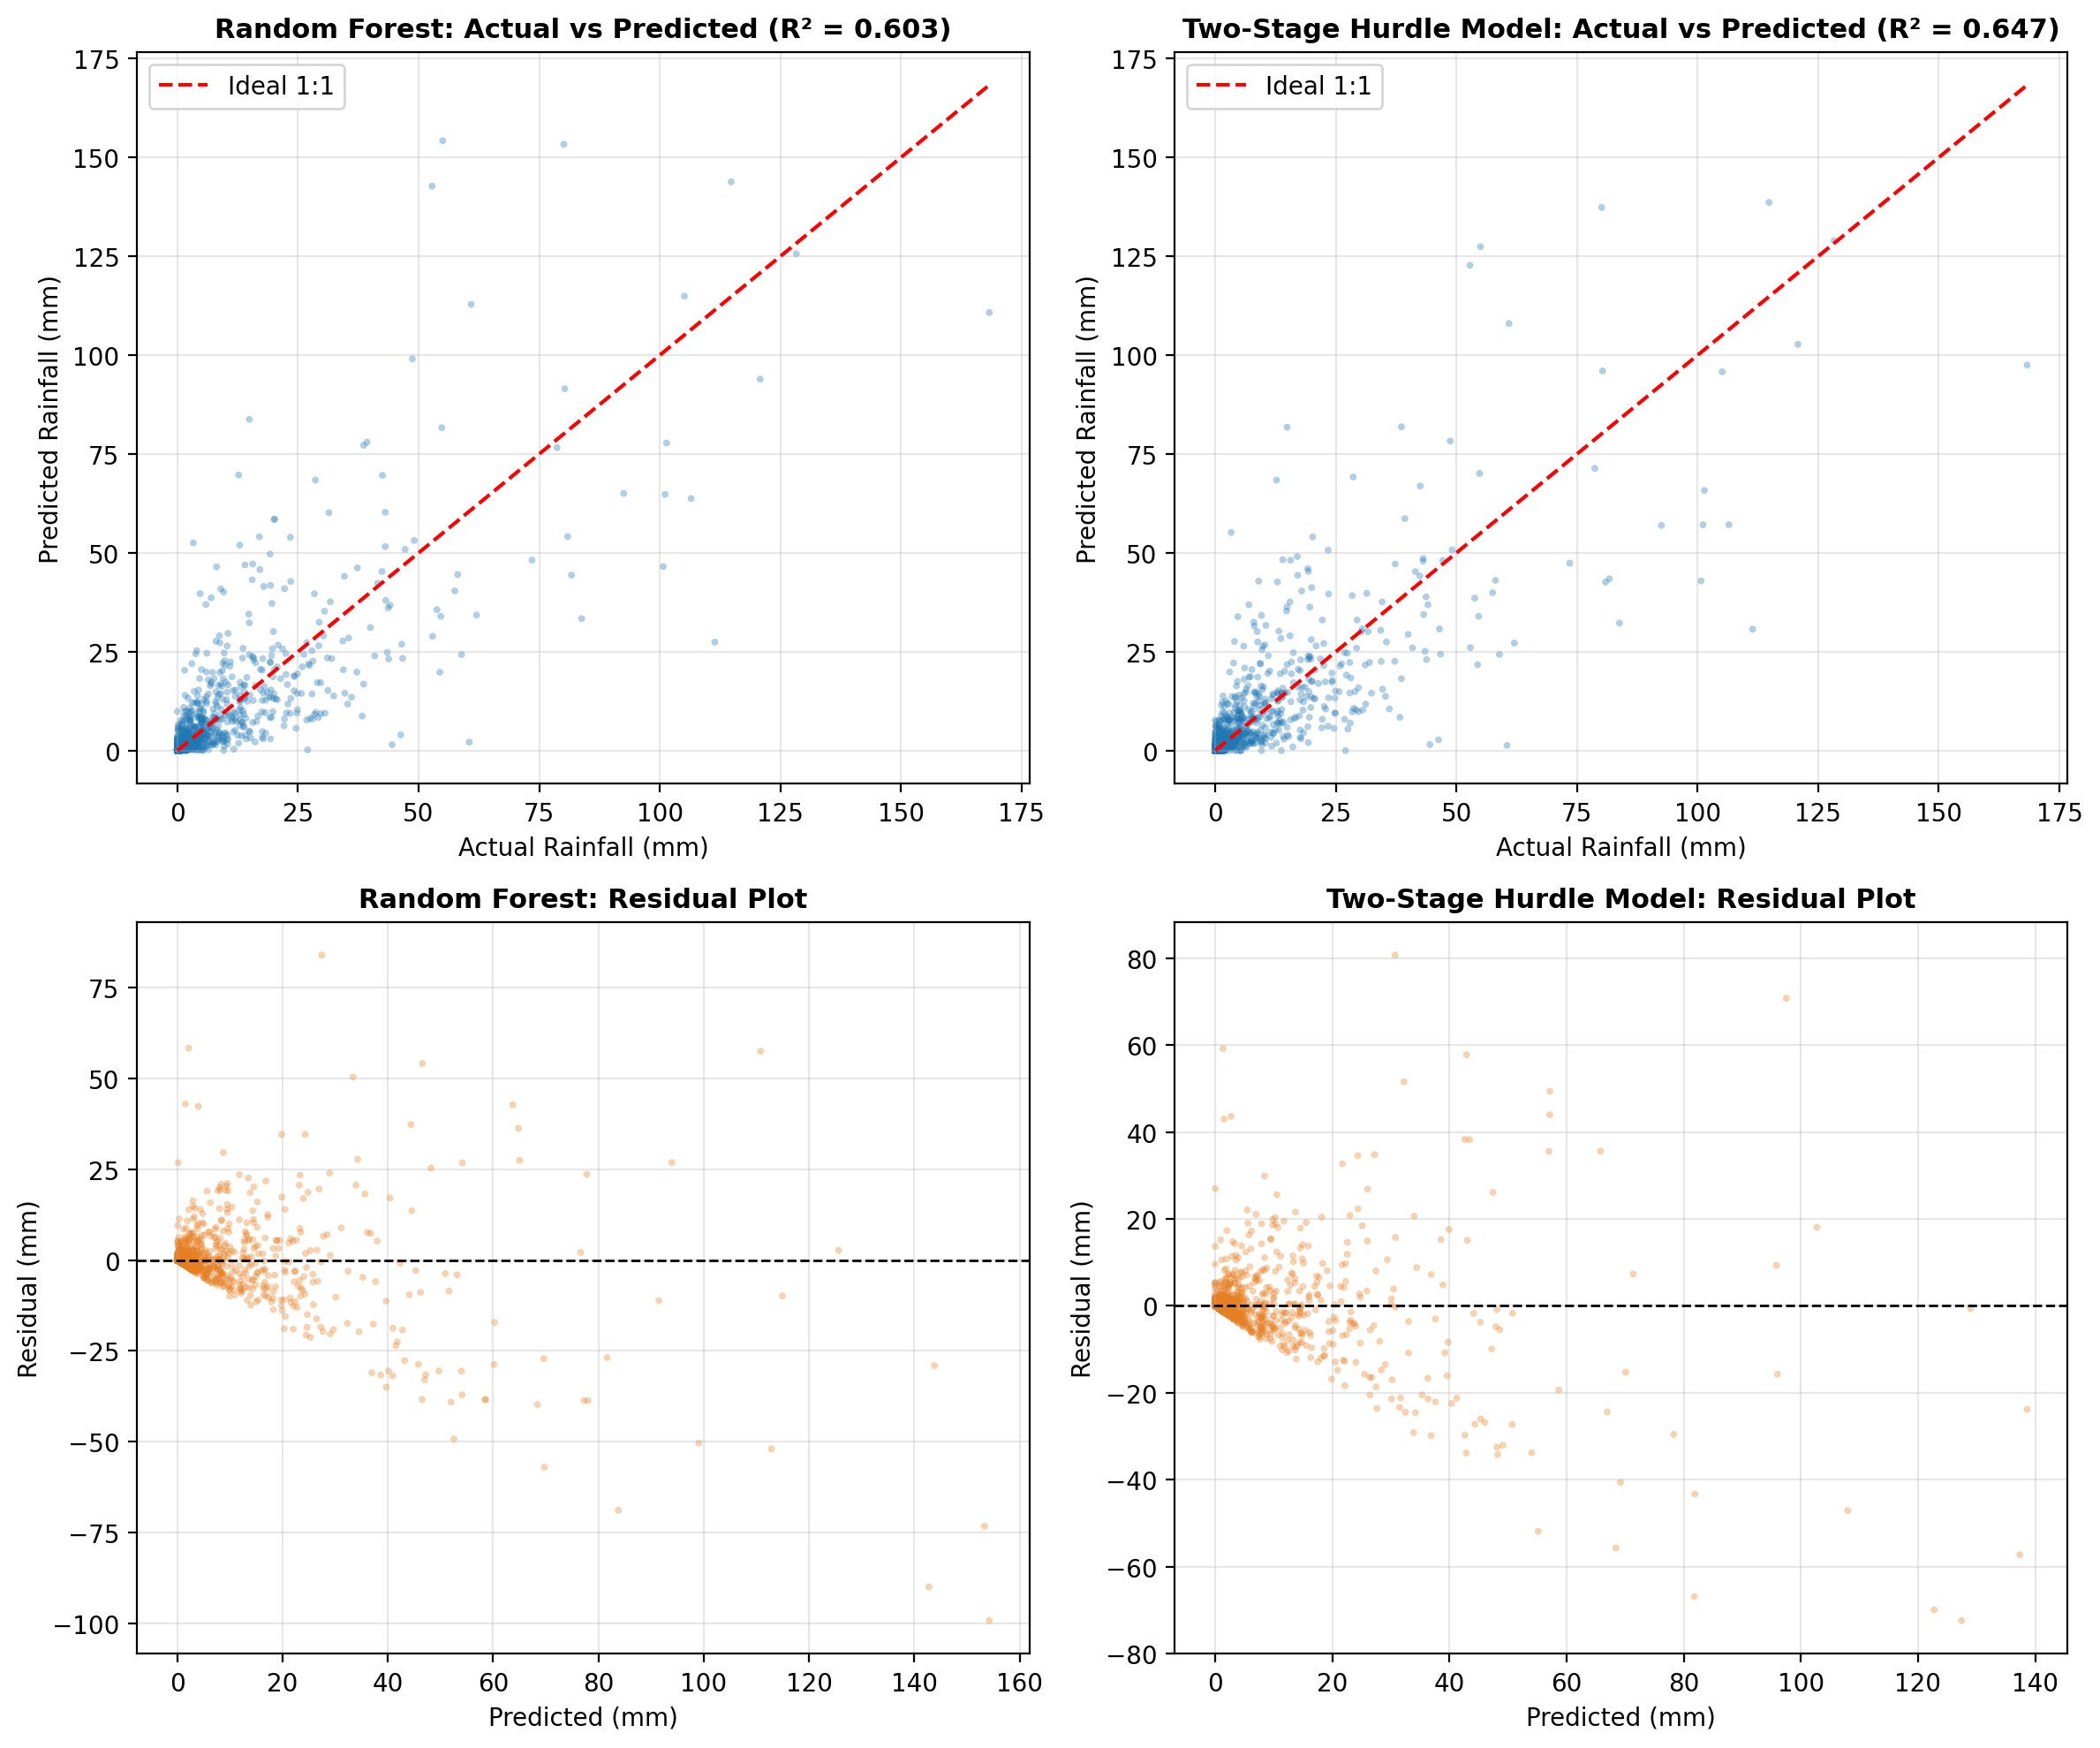 Random Forest: Actual vs Predicted (R² = 0.603)
Ideal 1:1
175
150
125
100
75
50
25
0
Predicted Rainfall (mm)
0 25 50 75 100 125 150 175
Actual Rainfall (mm)
Two-Stage Hurdle Model: Actual vs Predicted (R² = 0.647)
Ideal 1:1
175
150
125
100
75
50
25
0
Predicted Rainfall (mm)
0 25 50 75 100 125 150 175
Actual Rainfall (mm)
Random Forest: Residual Plot
75
50
25
0
−25
−50
−75
−100
Residual (mm)
0 20 40 60 80 100 120 140 160
Predicted (mm)
Two-Stage Hurdle Model: Residual Plot
80
60
40
20
0
−20
−40
−60
−80
Residual (mm)
0 20 40 60 80 100 120 140
Predicted (mm)